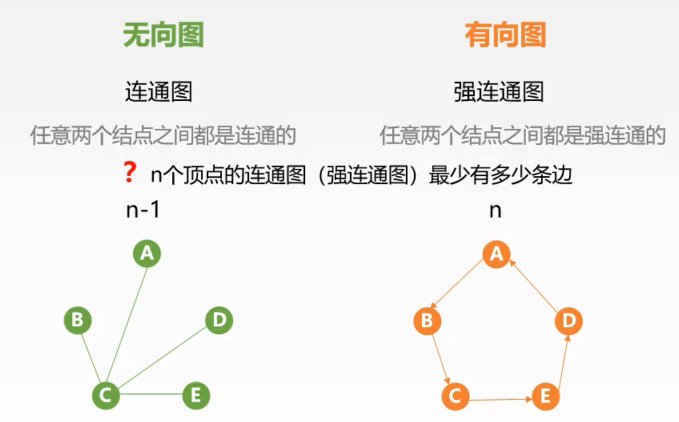 无向图 有向图
连通图 强连通图
任意两个结点之间都是连通的 任意两个结点之间都是强连通的
? n个顶点的连通图（强连通图）最少有多少条边
n-1 n
A A
B D B D
C E C E